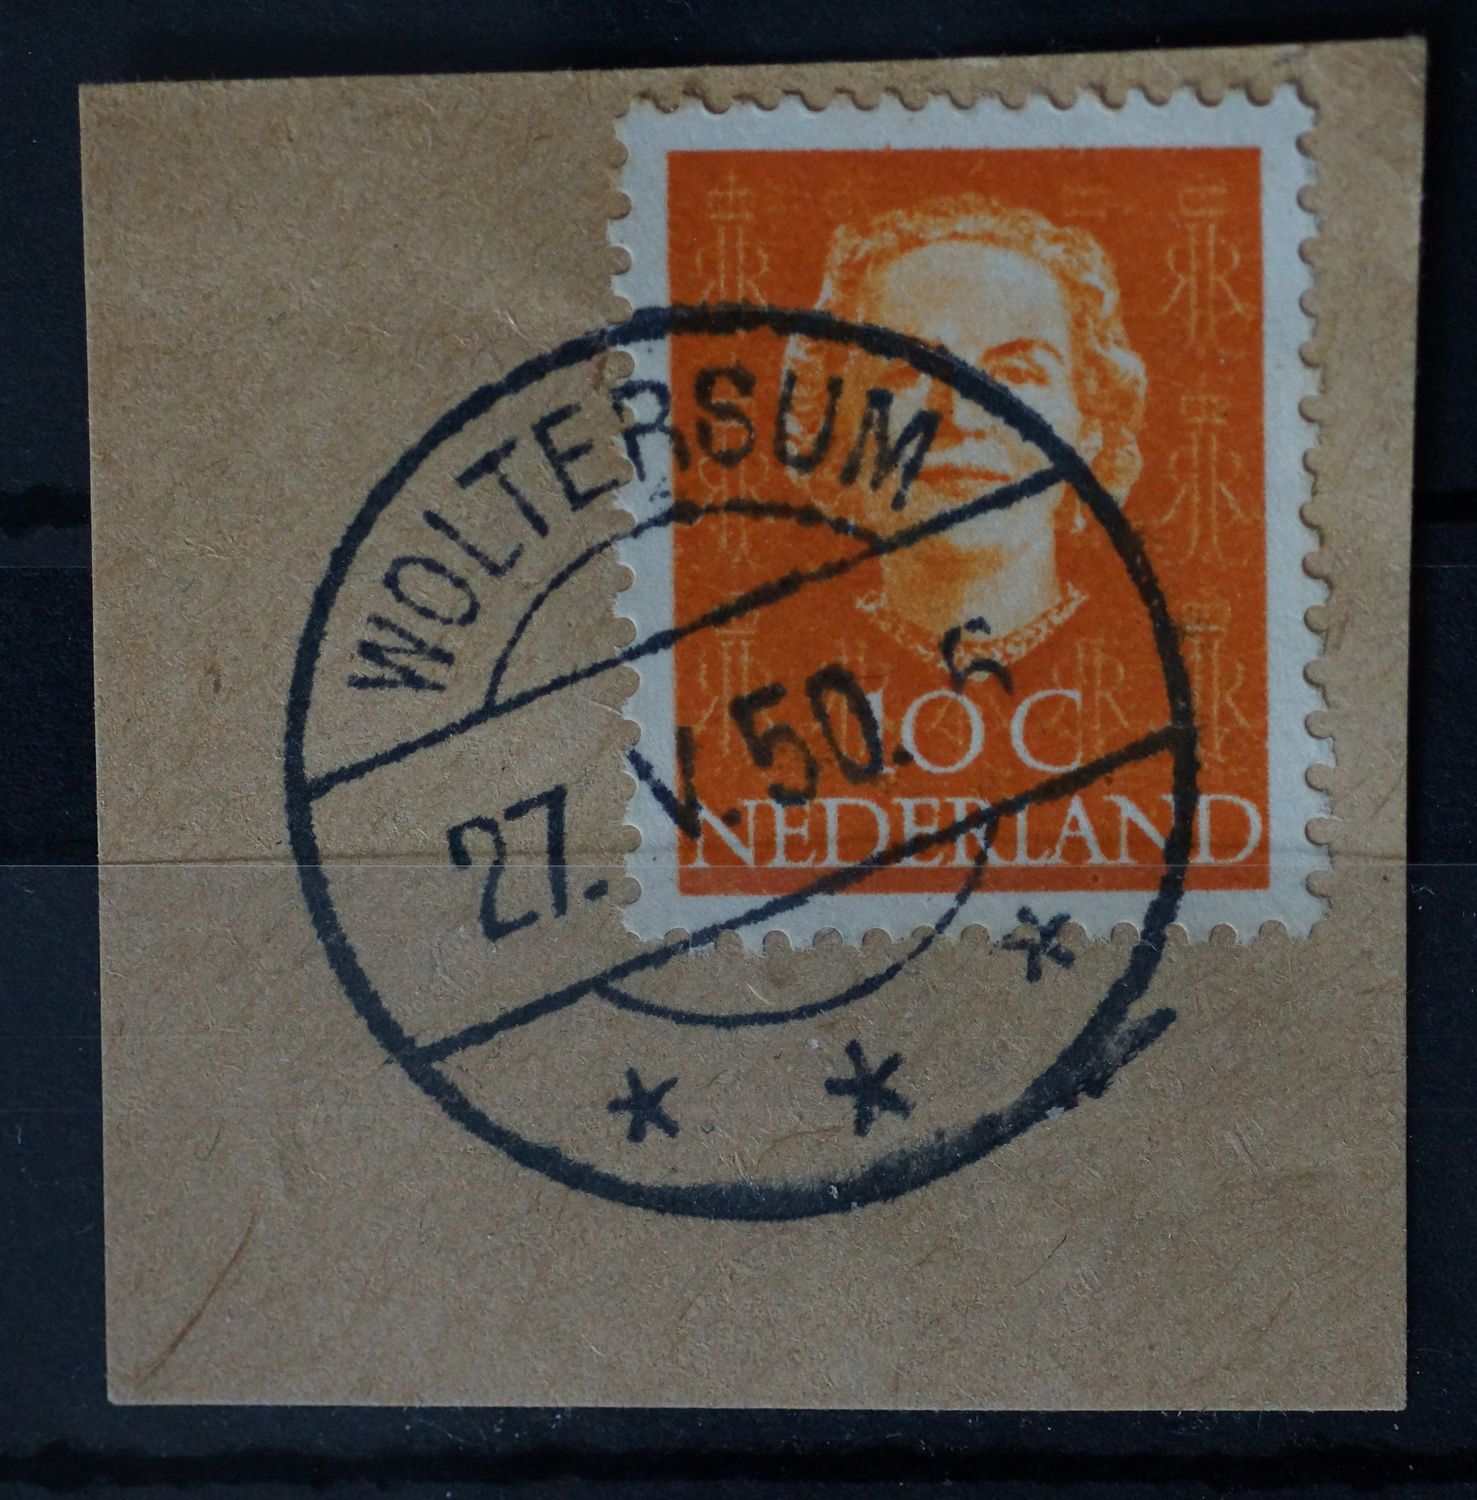 WOLTERSUM
27.V.50. 6
10 C
NEDERLAND
* * *